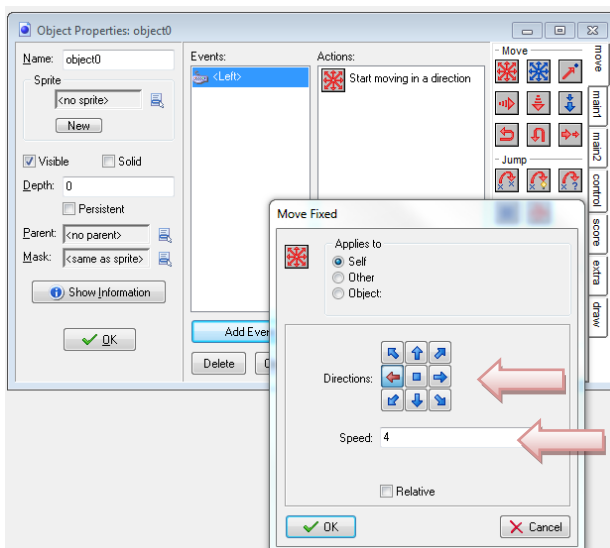 Object Properties: object0
Name: object0
Sprite
<no sprite>
New
Visible Solid
Depth: 0
Persistent
Parent: <no parent>
Mask: <same as sprite>
Show Information
OK
Events:
<Left>
Add Ever
Delete
Actions:
Start moving in a direction
Move
Jump
move
main1
main2
control
score
extra
draw
Move Fixed
Applies to
Self
Other
Object:
Directions:
Speed: 4
Relative
OK Cancel